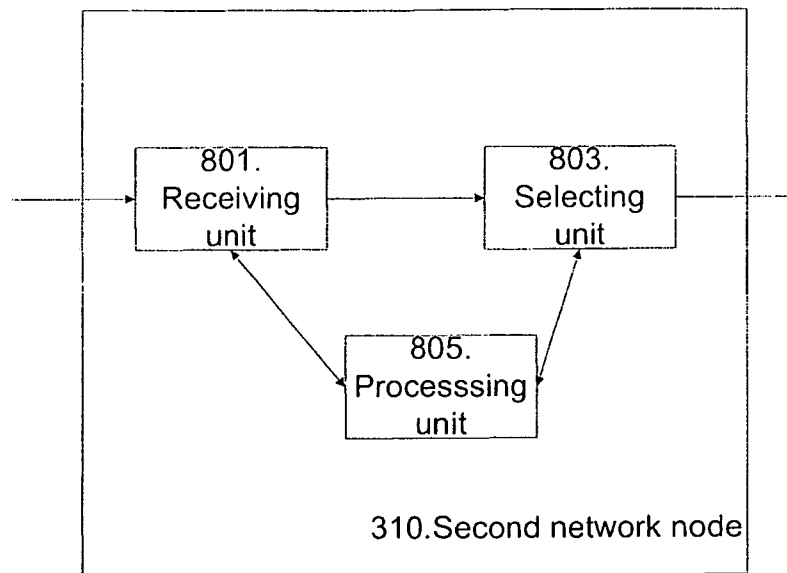 801.
Receiving
unit
803.
Selecting
unit
805.
Processsing
unit
310.Second network node